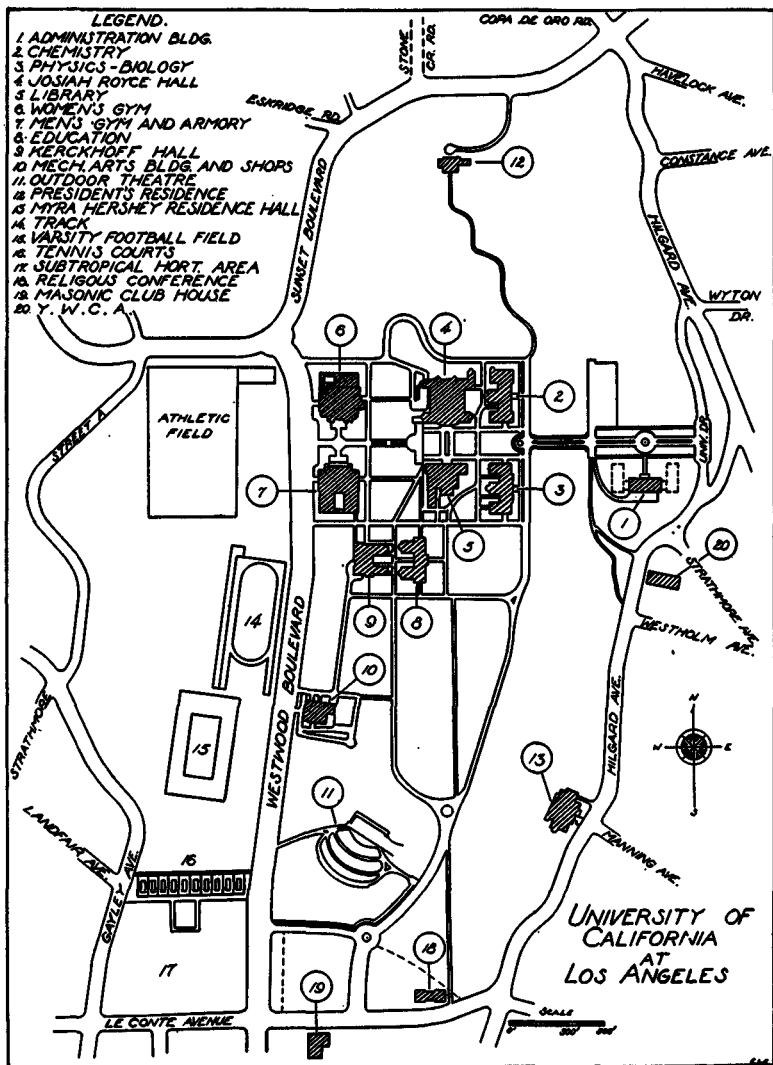 LEGEND.
1. ADMINISTRATION BLDG.
2. CHEMISTRY
3. PHYSICS-BIOLOGY
4. JOSIAH ROYCE HALL
5. LIBRARY
6. WOMEN'S GYM
7. MEN'S GYM AND ARMORY
8. EDUCATION
9. KERCKHOFF HALL
10. MECH. ARTS BLDG. AND SHOPS
11. OUTDOOR THEATRE
12. PRESIDENT'S RESIDENCE
13. MYRA HERSHEY RESIDENCE HALL
14. TRACK
15. VARSITY FOOTBALL FIELD
16. TENNIS COURTS
17. SUBTROPICAL HORT. AREA
18. RELIGOUS CONFERENCE
19. MASONIC CLUB HOUSE
20. Y. W. C. A.
COPA DE ORO RD.
STONE
CR. RD.
ESKRIDGE RD.
HAVELOCK AVE.
CONSTANCE AVE.
12
SUNSET BOULEVARD
HILGARD AVE.
WYTON
DR.
6
4
2
STREET A
ATHLETIC
FIELD
UNIV. DR.
7
3
5
1
20
STRATHMORE AVE.
WESTHOLM AVE.
14
9
8
10
WESTWOOD BOULEVARD
HILGARD AVE.
N
W
E
S
STRATHMORE
15
13
11
MANNING AVE.
LANDFAIR AVE.
GAYLEY AVE.
16
UNIVERSITY OF
CALIFORNIA
AT
LOS ANGELES
17
18
19
LE CONTE AVENUE
SCALE
0'